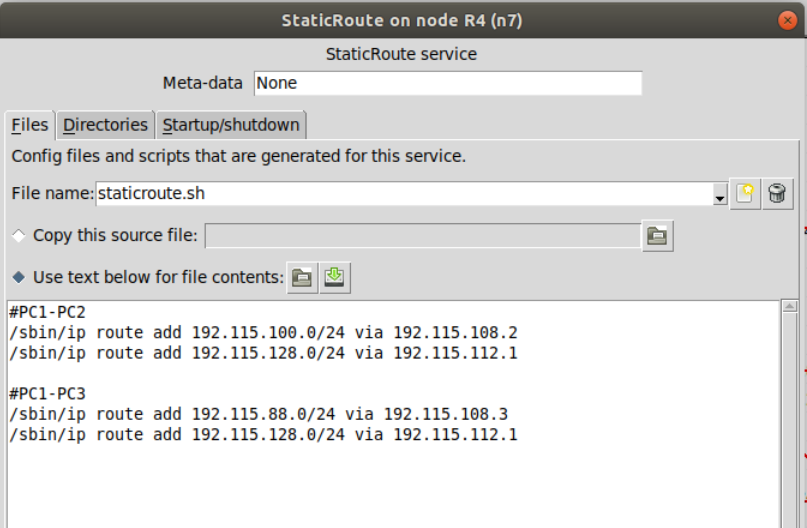 StaticRoute on node R4 (n7)
StaticRoute service
Meta-data None
Files Directories Startup/shutdown
Config files and scripts that are generated for this service.
File name: staticroute.sh
Copy this source file:
Use text below for file contents:
#PC1-PC2
/sbin/ip route add 192.115.100.0/24 via 192.115.108.2
/sbin/ip route add 192.115.128.0/24 via 192.115.112.1
#PC1-PC3
/sbin/ip route add 192.115.88.0/24 via 192.115.108.3
/sbin/ip route add 192.115.128.0/24 via 192.115.112.1